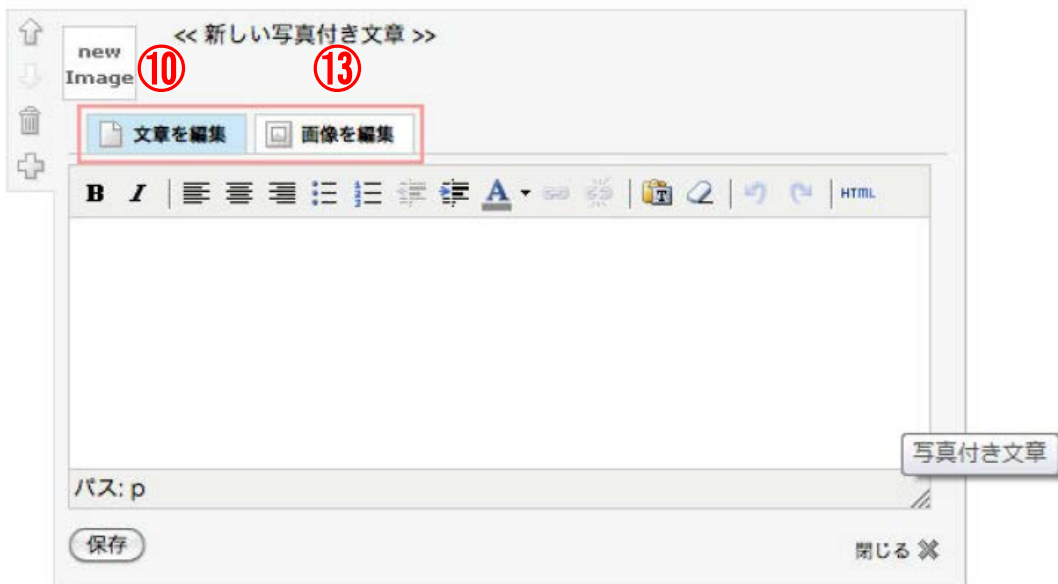 << 新しい写真付き文章 >>
new
Image
⑩ ⑬
文章を編集 画像を編集
B I A T HTML
写真付き文章
パス: p
保存 閉じる